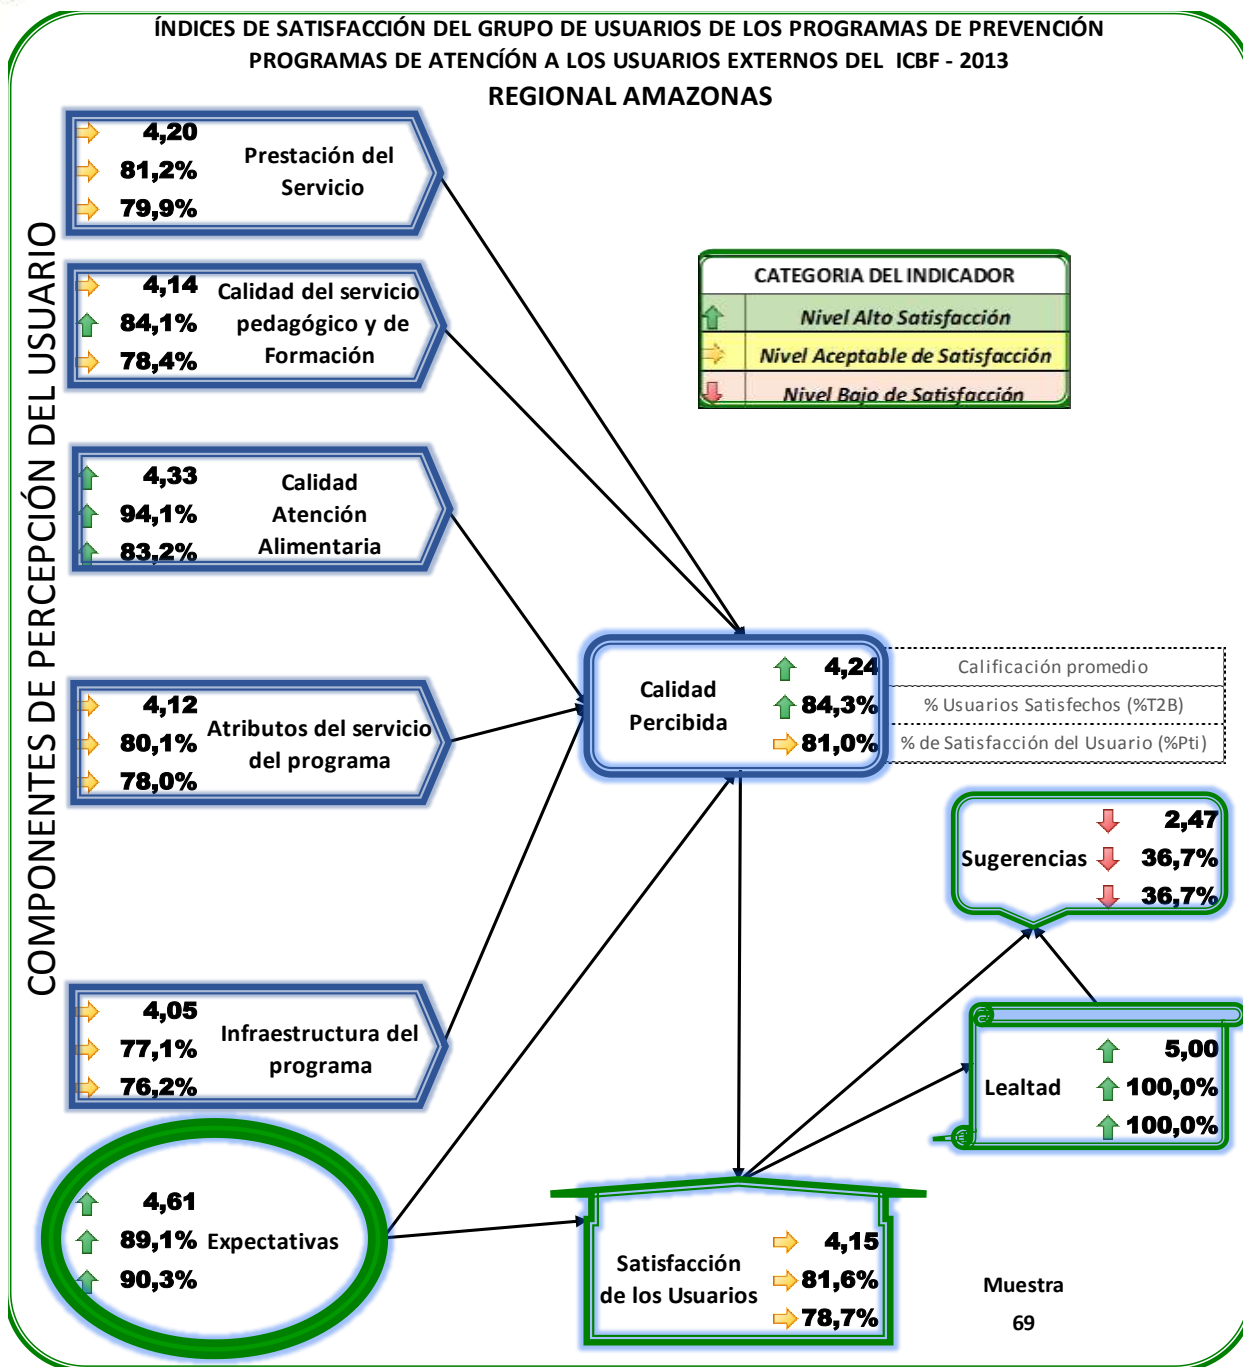 ÍNDICES DE SATISFACCIÓN DEL GRUPO DE USUARIOS DE LOS PROGRAMAS DE PREVENCIÓN
PROGRAMAS DE ATENCÍÓN A LOS USUARIOS EXTERNOS DEL ICBF - 2013
REGIONAL AMAZONAS
COMPONENTES DE PERCEPCIÓN DEL USUARIO
4,20
81,2%
79,9%
Prestación del
Servicio
4,14
84,1%
78,4%
Calidad del servicio
pedagógico y de
Formación
CATEGORIA DEL INDICADOR
Nivel Alto Satisfacción
Nivel Aceptable de Satisfacción
Nivel Bajo de Satisfacción
4,33
94,1%
83,2%
Calidad
Atención
Alimentaria
4,12
80,1%
78,0%
Atributos del servicio
del programa
Calidad
Percibida
4,24
84,3%
81,0%
Calificación promedio
% Usuarios Satisfechos (%T2B)
% de Satisfacción del Usuario (%Pti)
Sugerencias
2,47
36,7%
36,7%
4,05
77,1%
76,2%
Infraestructura del
programa
Lealtad
5,00
100,0%
100,0%
4,61
89,1%
90,3%
Expectativas
Satisfacción
de los Usuarios
4,15
81,6%
78,7%
Muestra
69